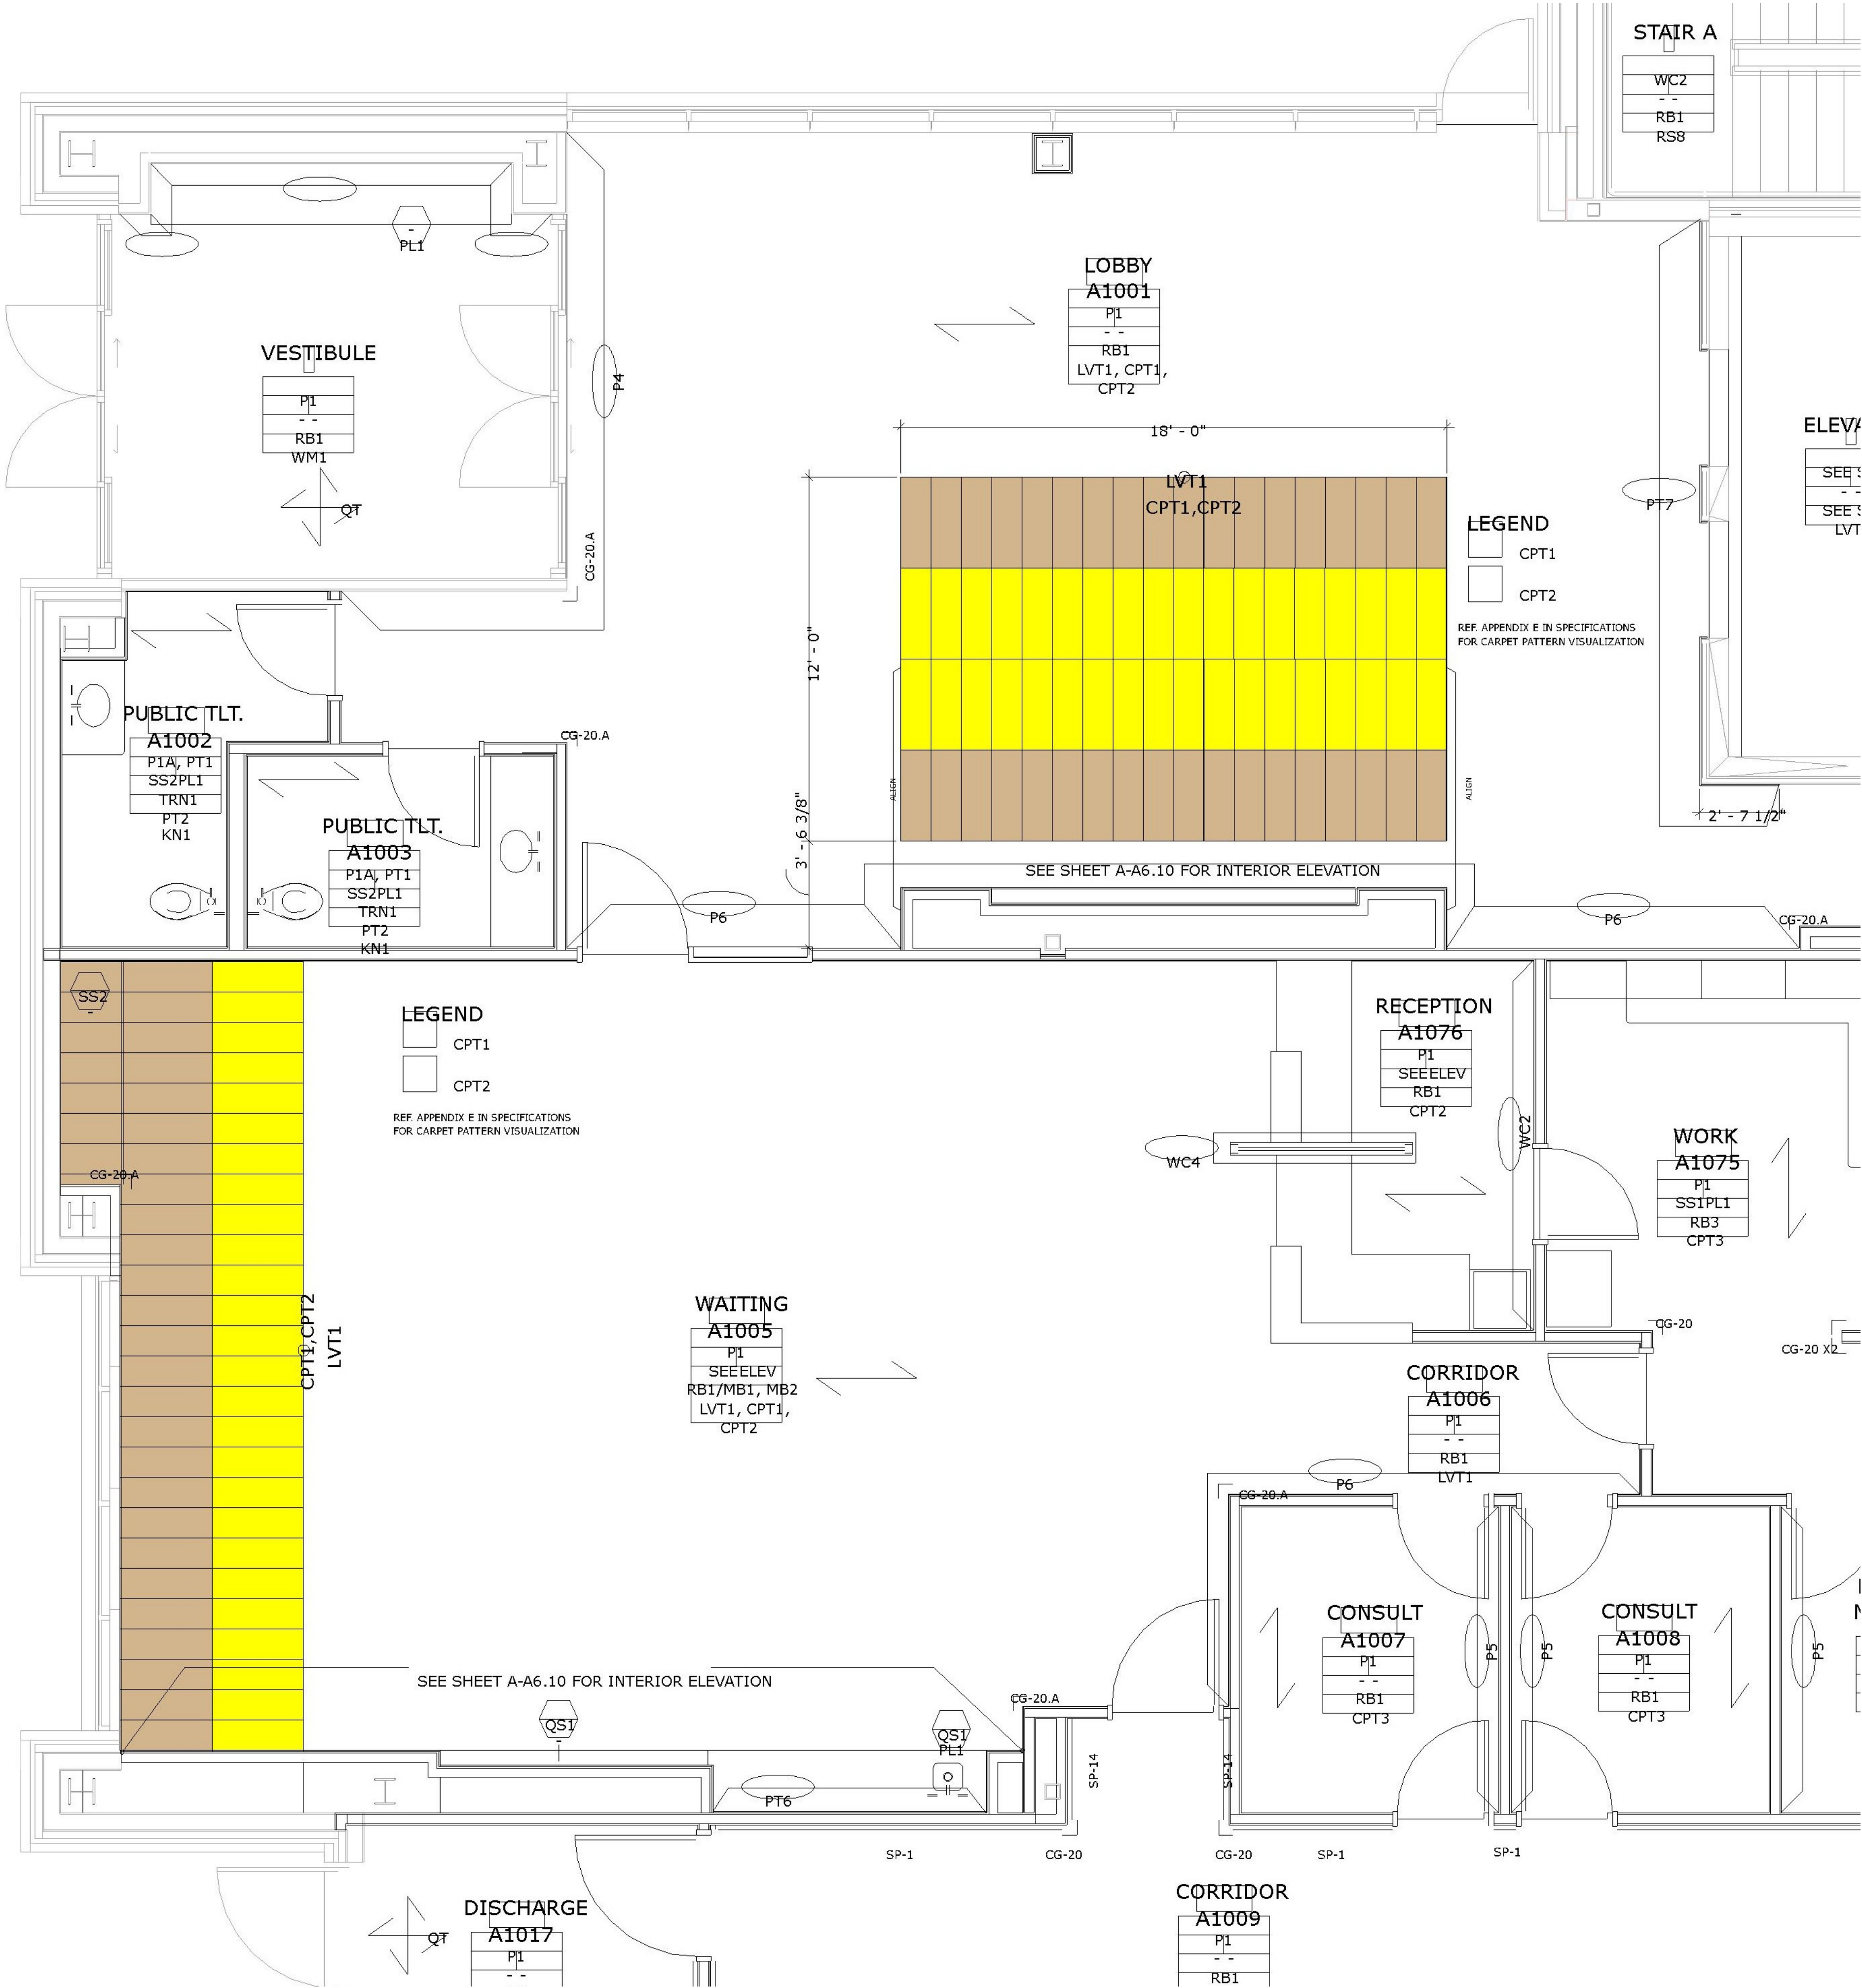 STAIR A
WC2
- -
RB1
RS8
-
PL1
LOBBY
A1001
P1
- -
RB1
LVT1, CPT1,
CPT2
VESTIBULE
P1
- -
RB1
WM1
QT
P4
CG-20.A
18' - 0"
LVT1
CPT1,CPT2
12' - 0"
3' - 6 3/8"
ALIGN
ALIGN
LEGEND
CPT1
CPT2
REF. APPENDIX E IN SPECIFICATIONS
FOR CARPET PATTERN VISUALIZATION
PT7
SEE
- -
SEE
2' - 7 1/2"
PUBLIC TLT.
A1002
P1A, PT1
SS2PL1
TRN1
PT2
KN1
CG-20.A
PUBLIC TLT.
A1003
P1A, PT1
SS2PL1
TRN1
PT2
KN1
SEE SHEET A-A6.10 FOR INTERIOR ELEVATION
P6
P6
CG-20.A
SS2
-
LEGEND
CPT1
CPT2
REF. APPENDIX E IN SPECIFICATIONS
FOR CARPET PATTERN VISUALIZATION
CG-20.A
RECEPTION
A1076
P1
SEEELEV
RB1
CPT2
WC2
WC4
WORK
A1075
P1
SS1PL1
RB3
CPT3
CPT1,CPT2
LVT1
WAITING
A1005
P1
SEEELEV
RB1/MB1, MB2
LVT1, CPT1,
CPT2
CG-20
CG-20 X2
CORRIDOR
A1006
P1
- -
RB1
LVT1
P6
CG-20.A
CONSULT
A1007
P1
- -
RB1
CPT3
P5
P5
CONSULT
A1008
P1
- -
RB1
CPT3
P5
SEE SHEET A-A6.10 FOR INTERIOR ELEVATION
QS1
-
QS1
PL1
CG-20.A
SP-14
SP-14
PT6
SP-1
CG-20
CG-20
SP-1
SP-1
DISCHARGE
A1017
P1
- -
QT
CORRIDOR
A1009
P1
- -
RB1